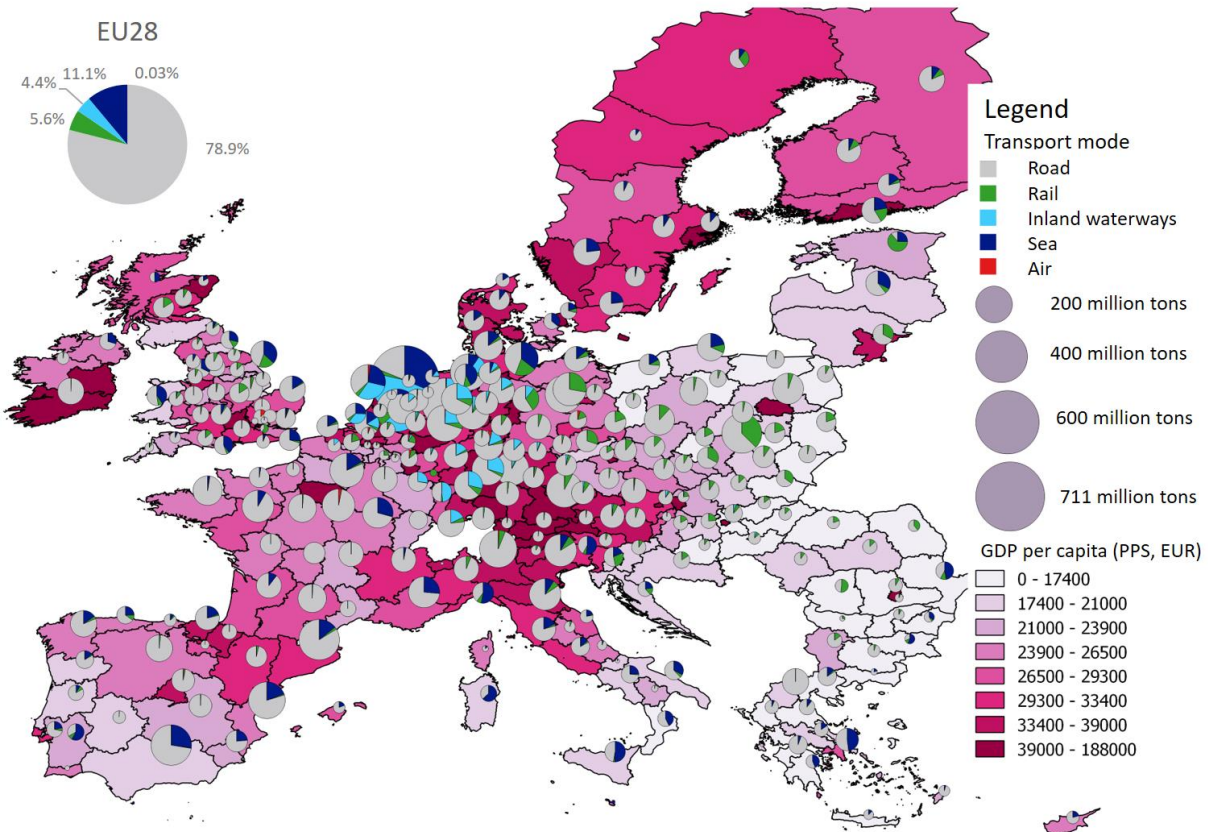 EU28
4.4% 11.1% 0.03%
5.6%
78.9%
Legend
Transport mode
Road
Rail
Inland waterways
Sea
Air
200 million tons
400 million tons
600 million tons
711 million tons
GDP per capita (PPS, EUR)
0 - 17400
17400 - 21000
21000 - 23900
23900 - 26500
26500 - 29300
29300 - 33400
33400 - 39000
39000 - 188000